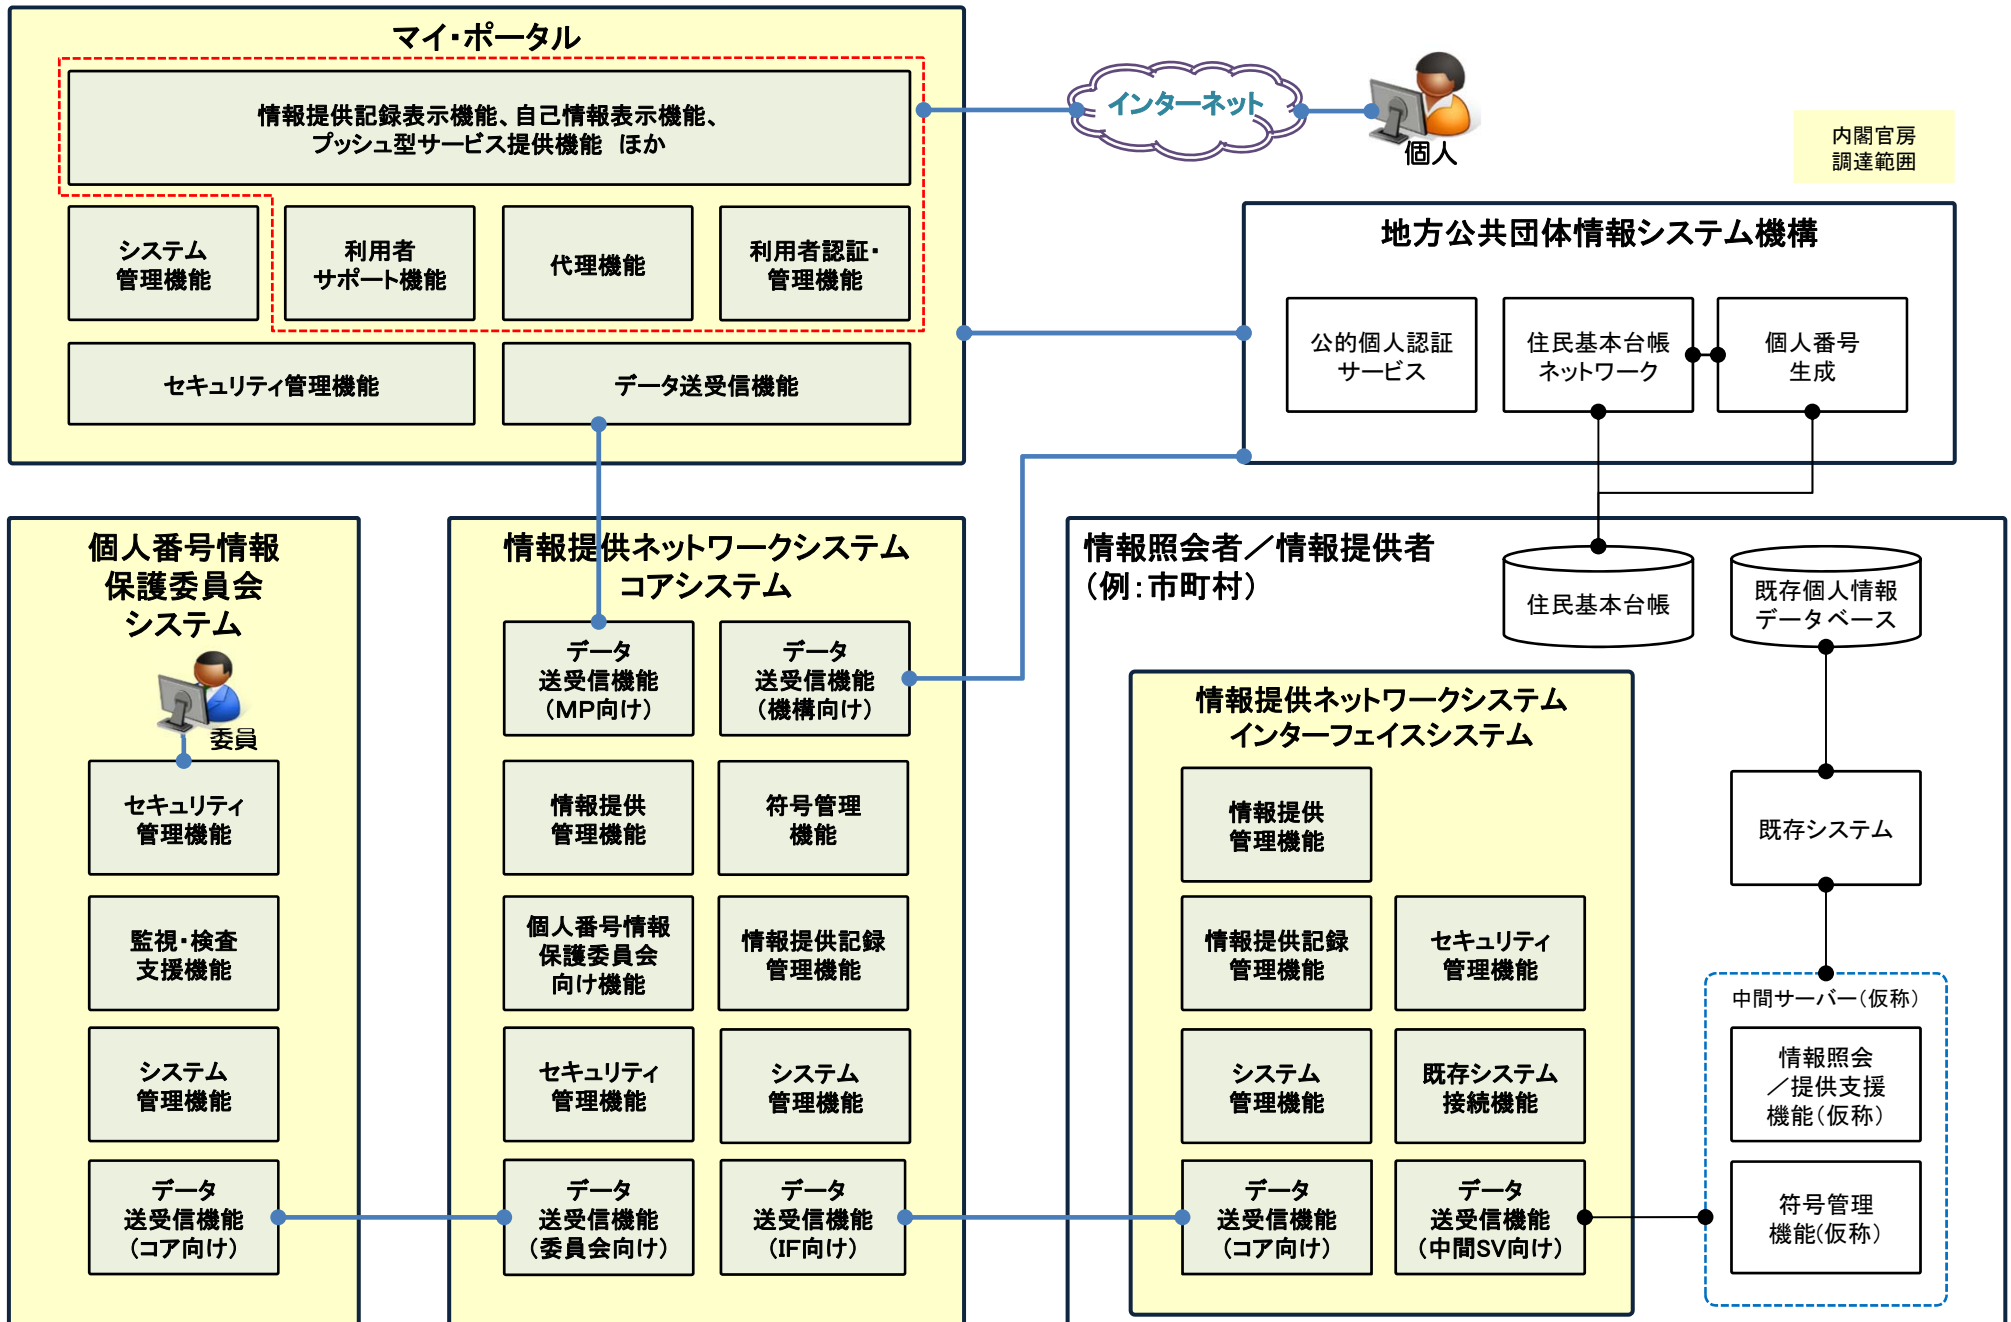 マイ・ポータル
情報提供記録表示機能、自己情報表示機能、
プッシュ型サービス提供機能　ほか
システム
管理機能
利用者
サポート機能
代理機能
利用者認証・
管理機能
セキュリティ管理機能
データ送受信機能
インターネット
個人
内閣官房
調達範囲
地方公共団体情報システム機構
公的個人認証
サービス
住民基本台帳
ネットワーク
個人番号
生成
個人番号情報
保護委員会
システム
委員
セキュリティ
管理機能
監視・検査
支援機能
システム
管理機能
データ
送受信機能
（コア向け）
情報提供ネットワークシステム
コアシステム
データ
送受信機能
（ＭＰ向け）
データ
送受信機能
（機構向け）
情報提供
管理機能
符号管理
機能
個人番号情報
保護委員会
向け機能
情報提供記録
管理機能
セキュリティ
管理機能
システム
管理機能
データ
送受信機能
（委員会向け）
データ
送受信機能
（IF向け）
情報照会者／情報提供者
（例：市町村）
住民基本台帳
既存個人情報
データベース
情報提供ネットワークシステム
インターフェイスシステム
情報提供
管理機能
情報提供記録
管理機能
セキュリティ
管理機能
システム
管理機能
既存システム
接続機能
データ
送受信機能
（コア向け）
データ
送受信機能
（中間SV向け）
既存システム
中間サーバー（仮称）
情報照会
／提供支援
機能（仮称）
符号管理
機能（仮称）